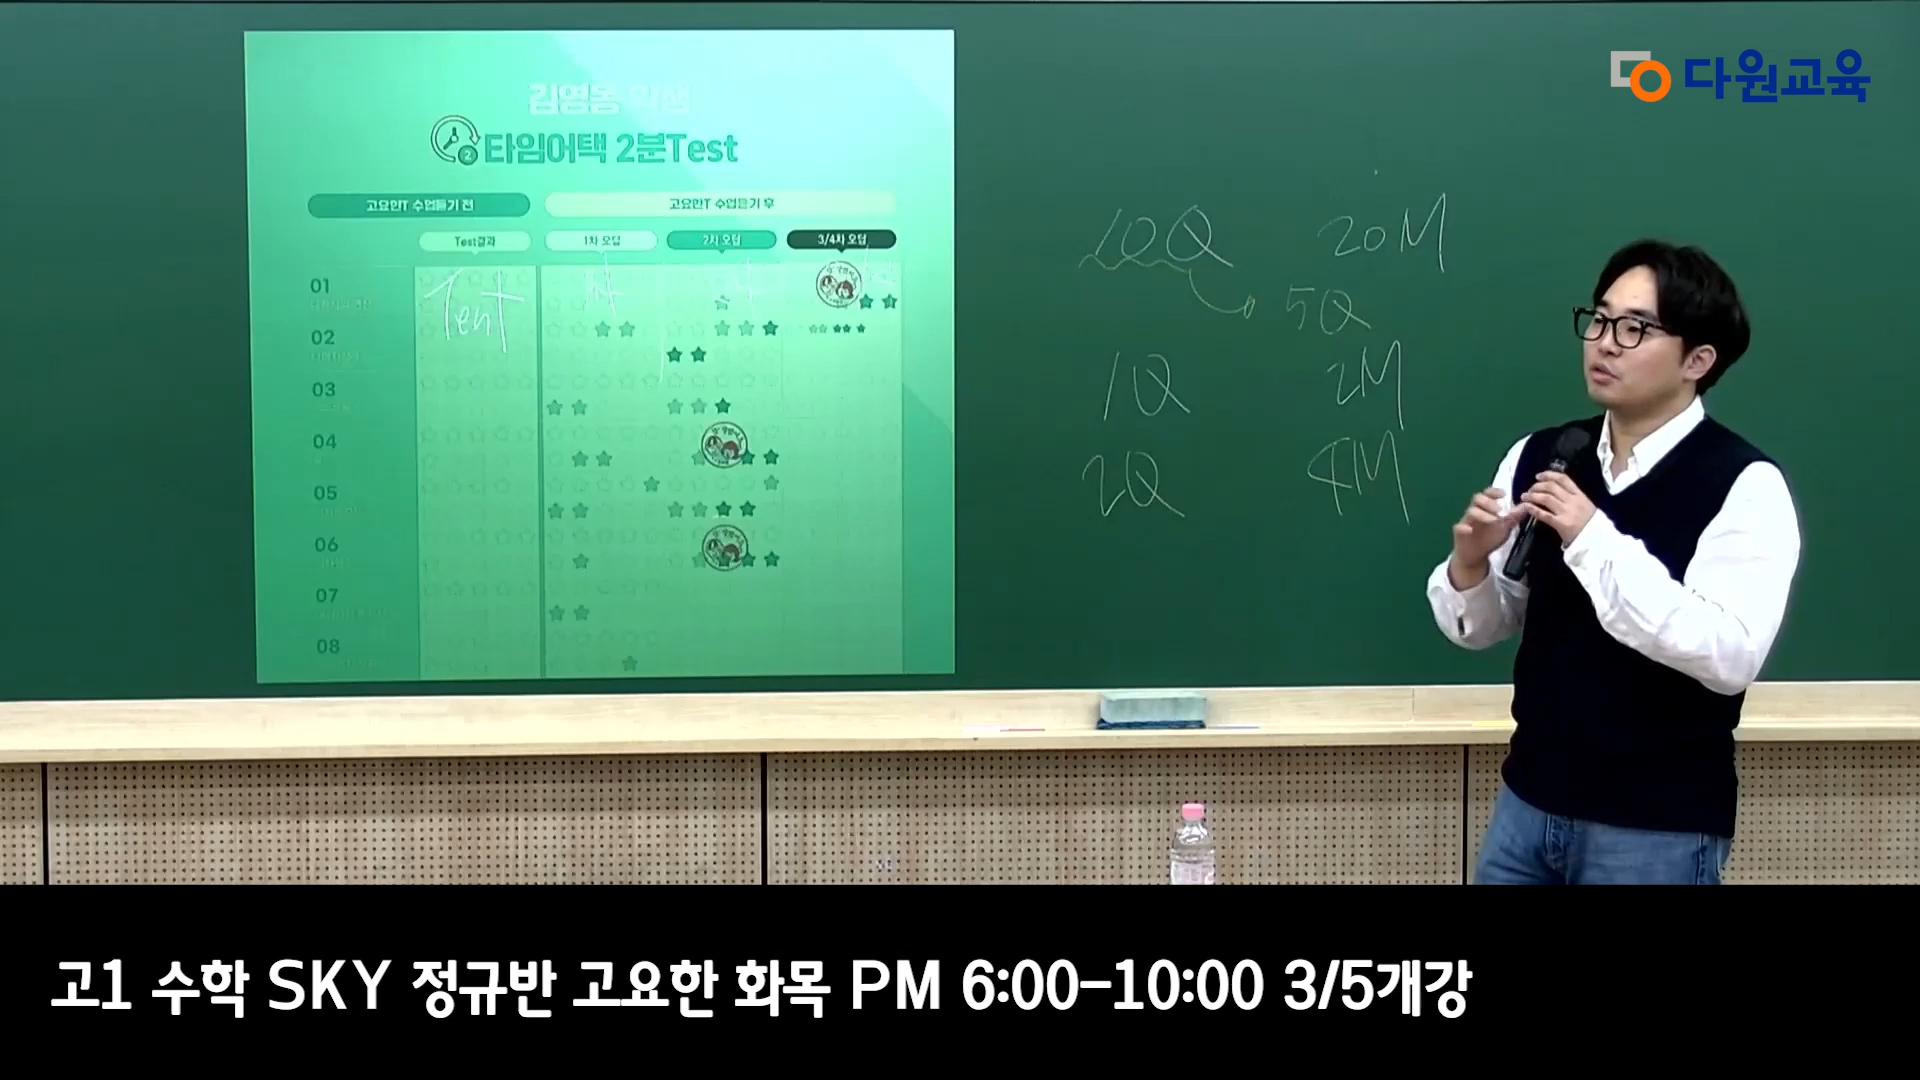 다원교육
타임어택 2분Test
고요한T 수업듣기 전
고요한T 수업듣기 후
Test결과
1차 오답
2차 오답
3/4차 오답
Test
01
02
03
04
05
06
07
08
10Q 20M
5Q
1Q 2M
2Q 4M
고1 수학 SKY 정규반 고요한 화목 PM 6:00-10:00 3/5개강